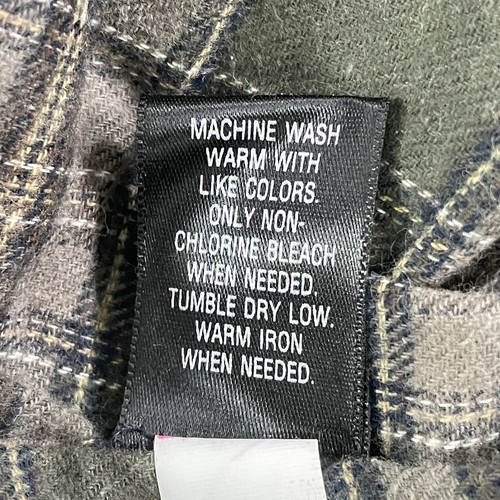 MACHINE WASH
WARM WITH
LIKE COLORS.
ONLY NON-
CHLORINE BLEACH
WHEN NEEDED.
TUMBLE DRY LOW.
WARM IRON
WHEN NEEDED.